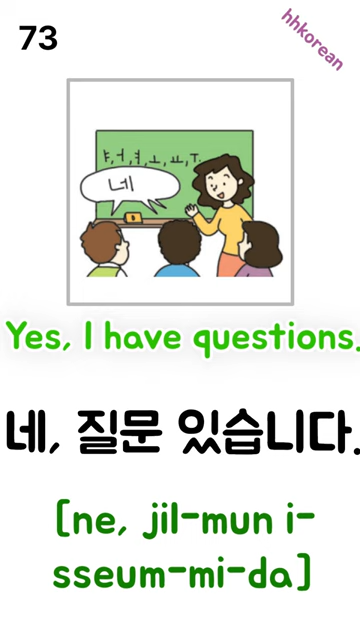 73
hhkorean
ㅑ,ㅓ,ㅕ,ㅗ,ㅛ,ㅜ.
네
Yes, I have questions.
네, 질문 있습니다.
[ne, jil-mun i-
sseum-mi-da]